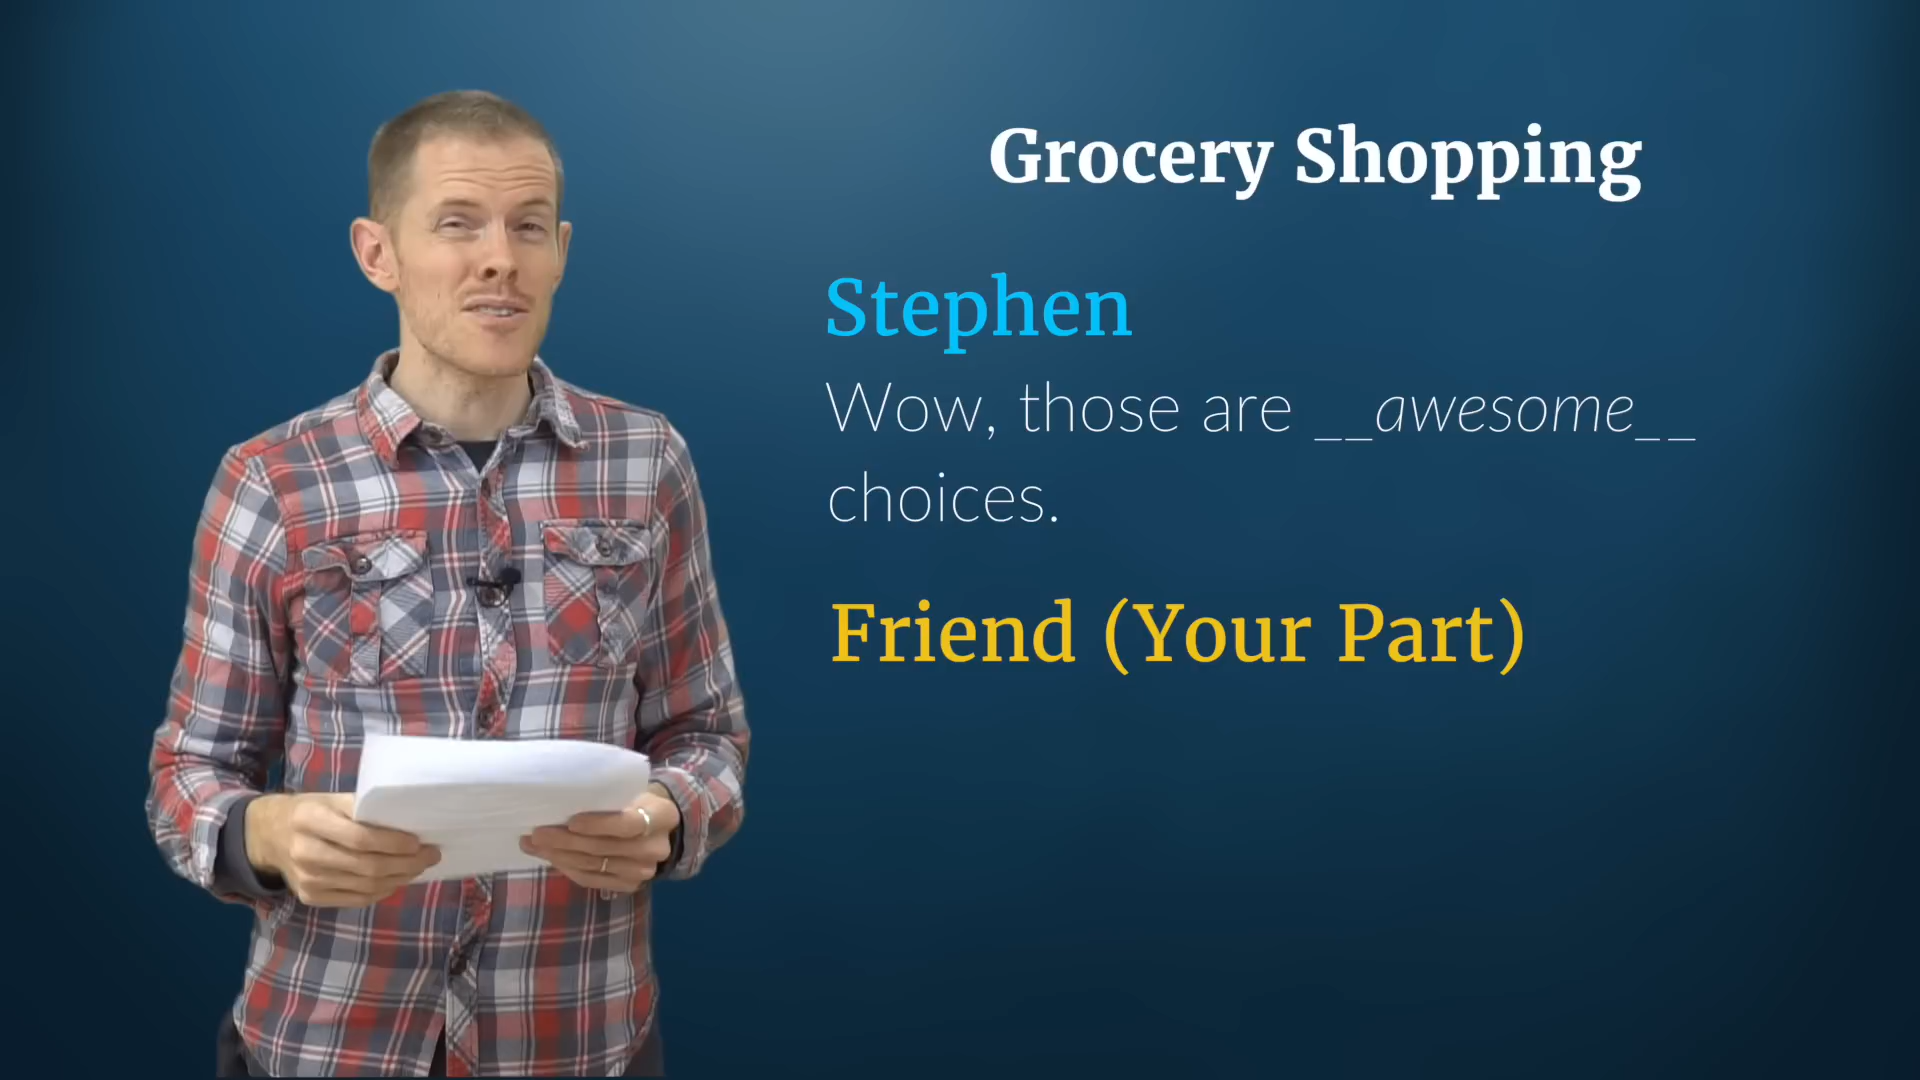 Grocery Shopping
Stephen
Wow, those are __awesome__
choices.
Friend (Your Part)